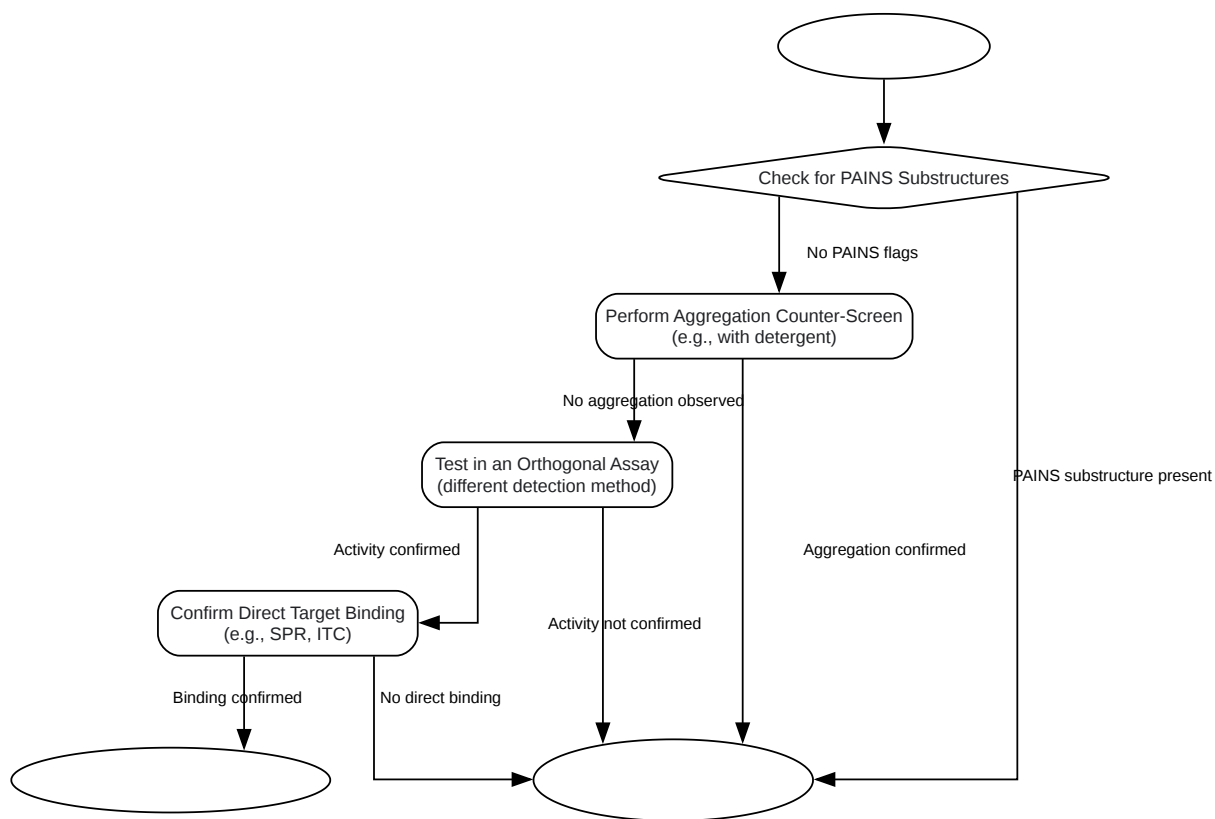 Check for PAINS Substructures
No PAINS flags
Perform Aggregation Counter-Screen
(e.g., with detergent)
No aggregation observed
Test in an Orthogonal Assay
(different detection method)
PAINS substructure present
Activity confirmed
Aggregation confirmed
Confirm Direct Target Binding
(e.g., SPR, ITC)
Activity not confirmed
Binding confirmed
No direct binding